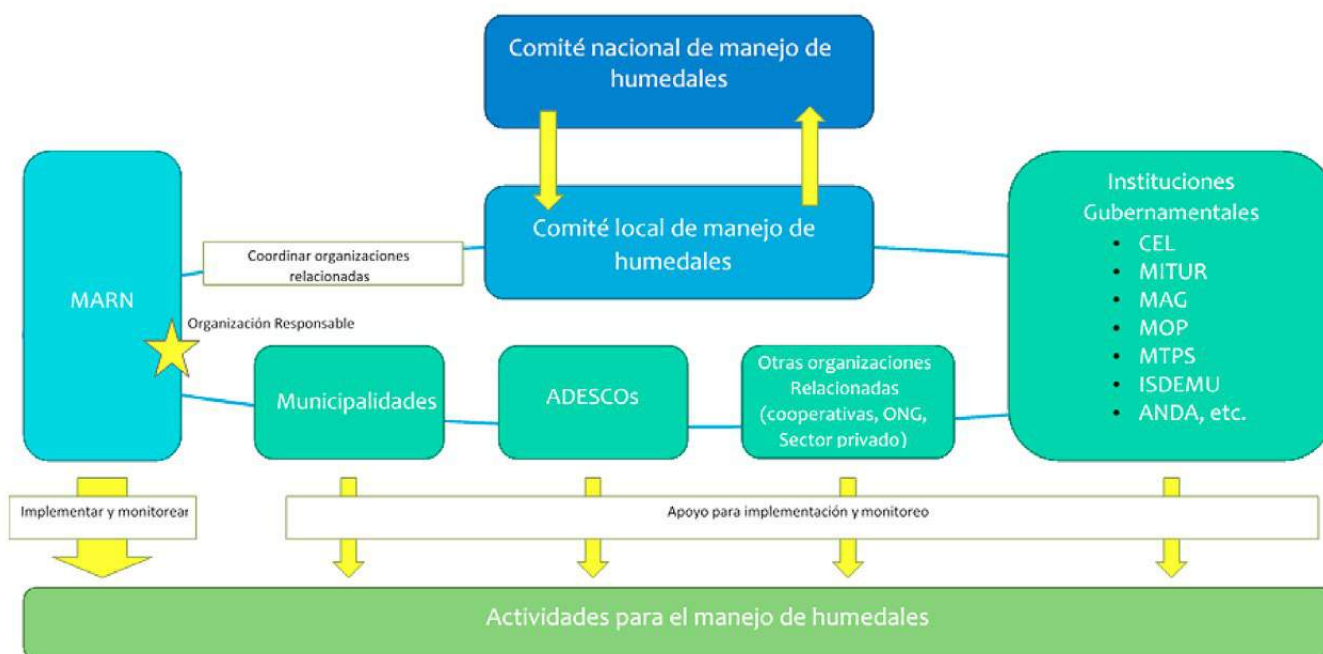 Comité nacional de manejo de
humedales
Comité local de manejo de
humedales
Coordinar organizaciones
relacionadas
MARN
Organización Responsable
Municipalidades
ADESCOs
Otras organizaciones
Relacionadas
(cooperativas, ONG,
Sector privado)
Instituciones
Gubernamentales
• CEL
• MITUR
• MAG
• MOP
• MTPS
• ISDEMU
• ANDA, etc.
Implementar y monitorear
Apoyo para implementación y monitoreo
Actividades para el manejo de humedales